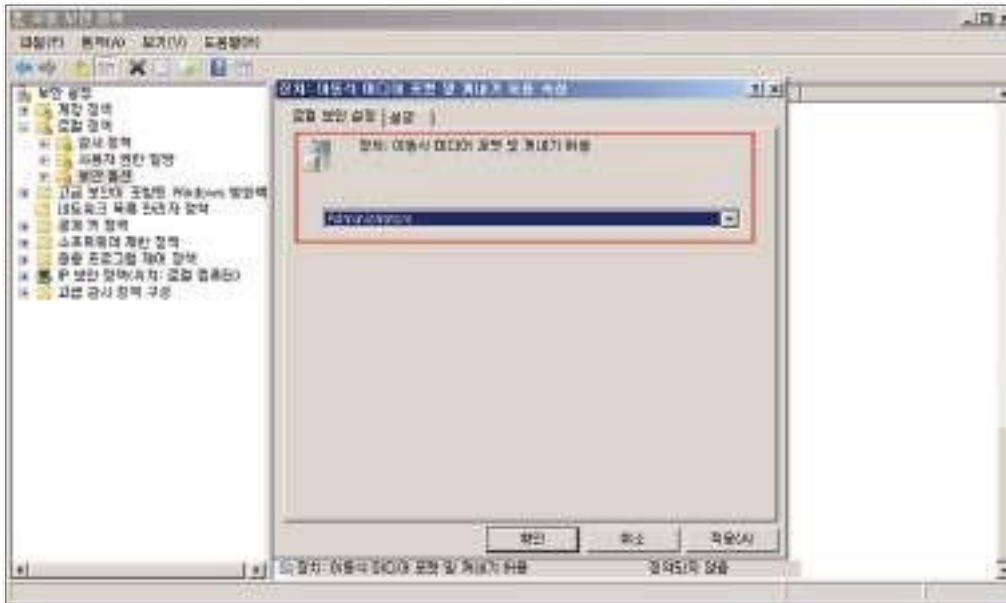 로컬 보안 정책
파일(F) 동작(A) 보기(V) 도움말(H)
보안 설정
계정 정책
로컬 정책
감사 정책
사용자 권한 할당
보안 옵션
고급 보안이 포함된 Windows 방화벽
네트워크 목록 관리자 정책
공개 키 정책
소프트웨어 제한 정책
응용 프로그램 제어 정책
IP 보안 정책(위치: 로컬 컴퓨터)
고급 감사 정책 구성
장치: 이동식 미디어 포맷 및 꺼내기 허용 속성
로컬 보안 설정 설명
장치: 이동식 미디어 포맷 및 꺼내기 허용
Administrators
확인 취소 적용(A)
장치: 이동식 미디어 포맷 및 꺼내기 허용 정의되지 않음